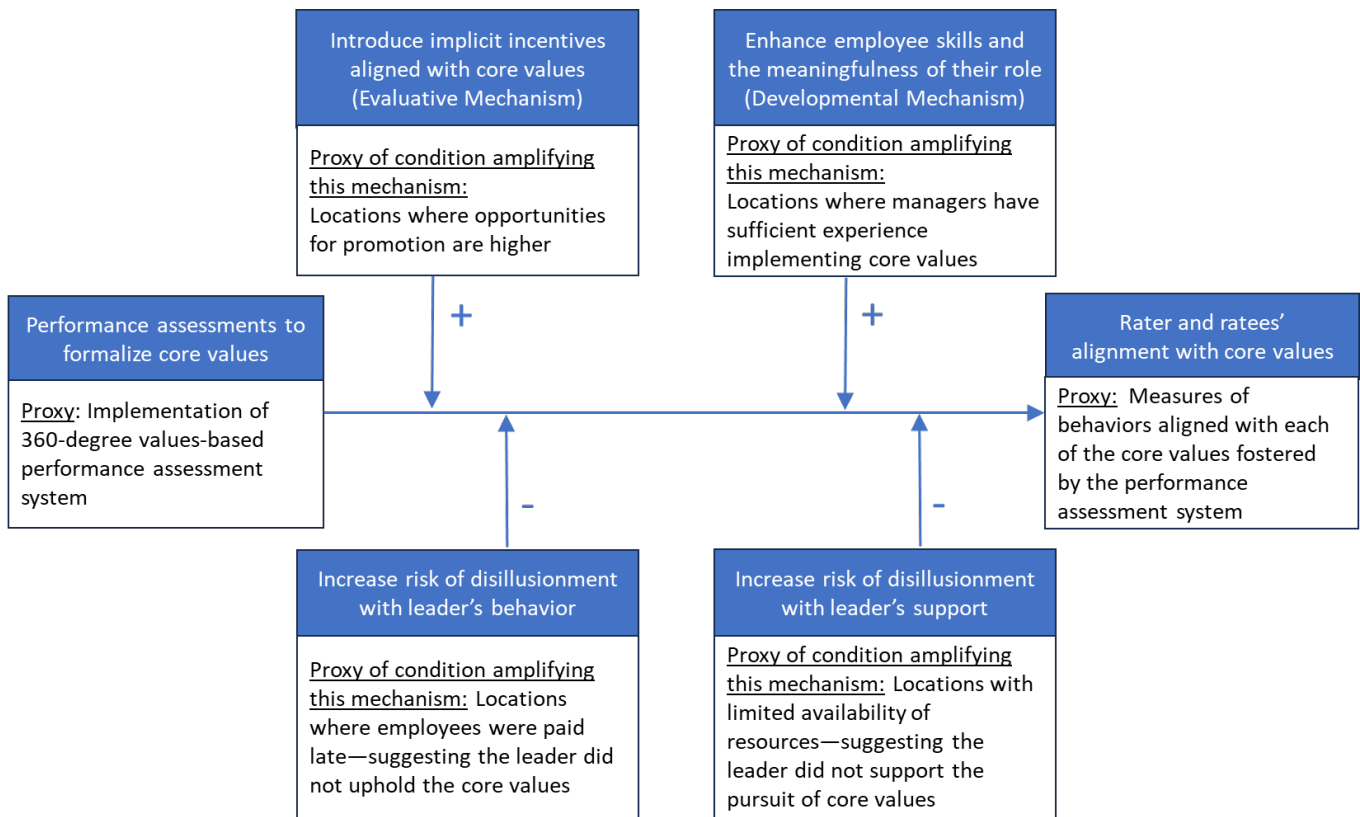 Introduce implicit incentives
aligned with core values
(Evaluative Mechanism)
Proxy of condition amplifying
this mechanism:
Locations where opportunities
for promotion are higher
Enhance employee skills and
the meaningfulness of their role
(Developmental Mechanism)
Proxy of condition amplifying
this mechanism:
Locations where managers have
sufficient experience
implementing core values
+
+
Performance assessments to
formalize core values
Proxy: Implementation of
360-degree values-based
performance assessment
system
Rater and ratees’
alignment with core values
Proxy: Measures of
behaviors aligned with each
of the core values fostered
by the performance
assessment system
-
-
Increase risk of disillusionment
with leader’s behavior
Proxy of condition amplifying
this mechanism: Locations
where employees were paid
late—suggesting the leader did
not uphold the core values
Increase risk of disillusionment
with leader’s support
Proxy of condition amplifying
this mechanism: Locations with
limited availability of
resources—suggesting the
leader did not support the
pursuit of core values